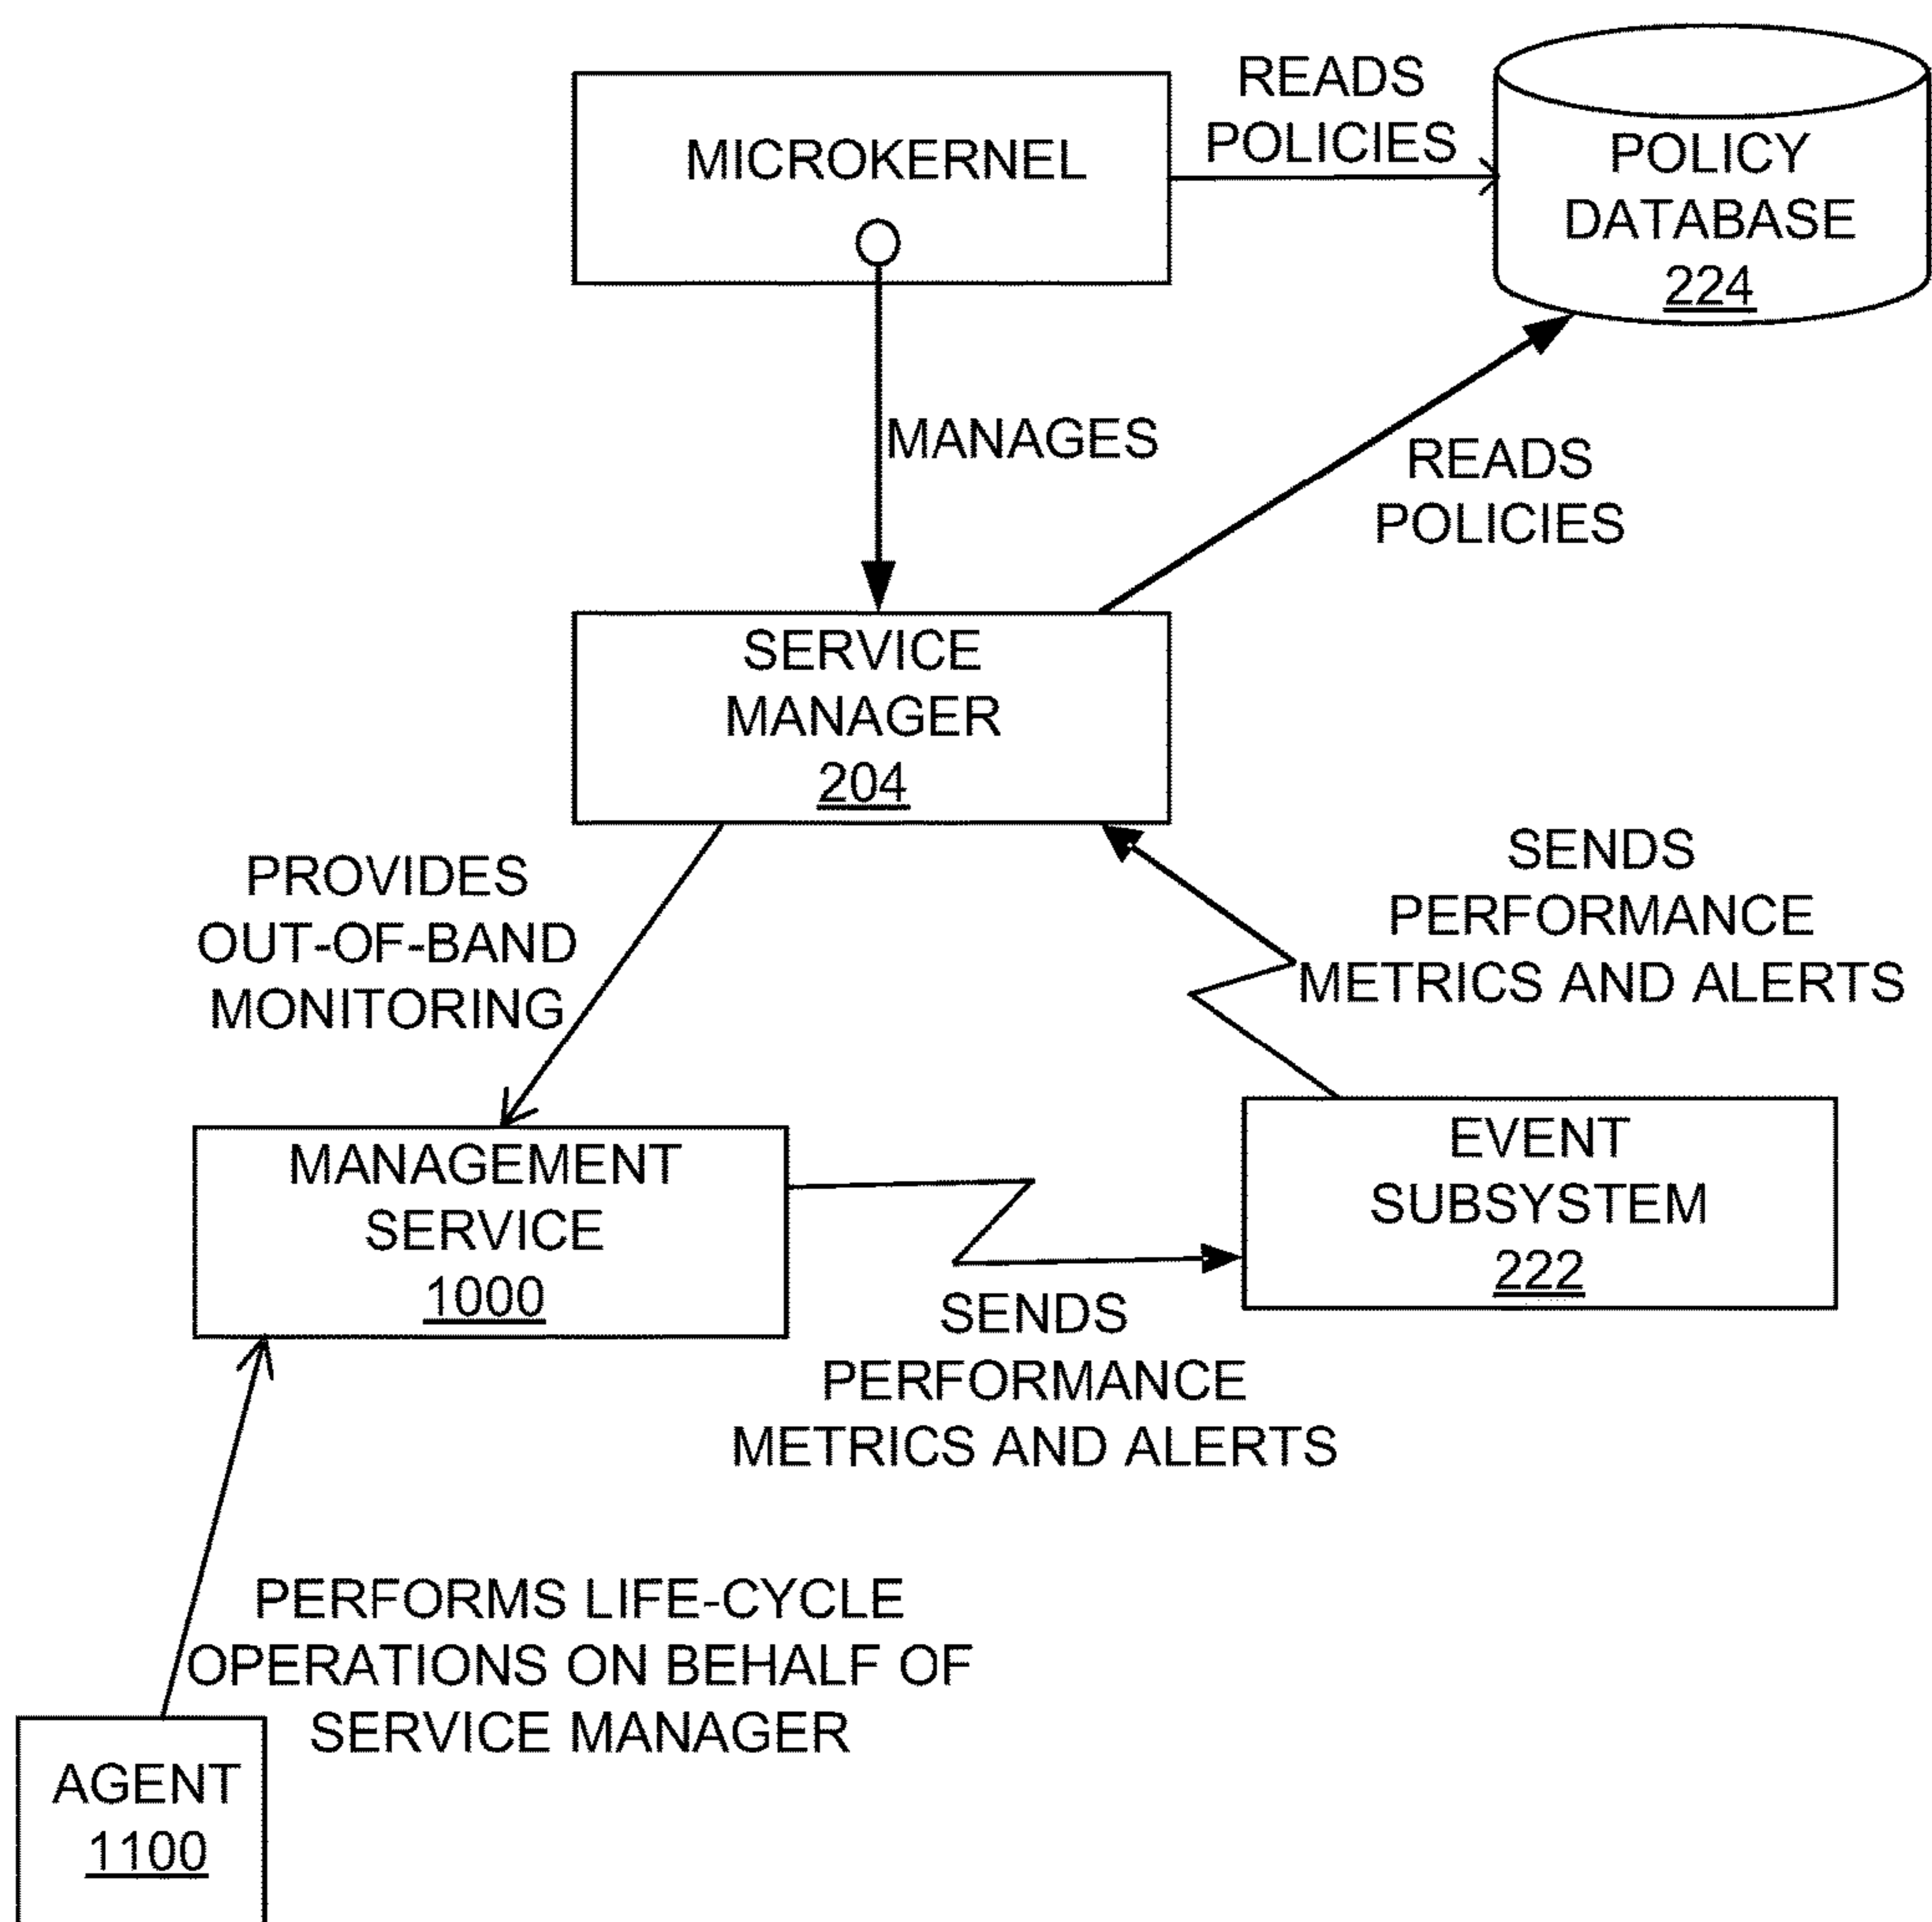 MICROKERNEL
READS
POLICIES
POLICY
DATABASE
224
MANAGES
READS
POLICIES
SERVICE
MANAGER
204
PROVIDES
OUT-OF-BAND
MONITORING
SENDS
PERFORMANCE
METRICS AND ALERTS
MANAGEMENT
SERVICE
1000
EVENT
SUBSYSTEM
222
SENDS
PERFORMANCE
METRICS AND ALERTS
PERFORMS LIFE-CYCLE
OPERATIONS ON BEHALF OF
SERVICE MANAGER
AGENT
1100